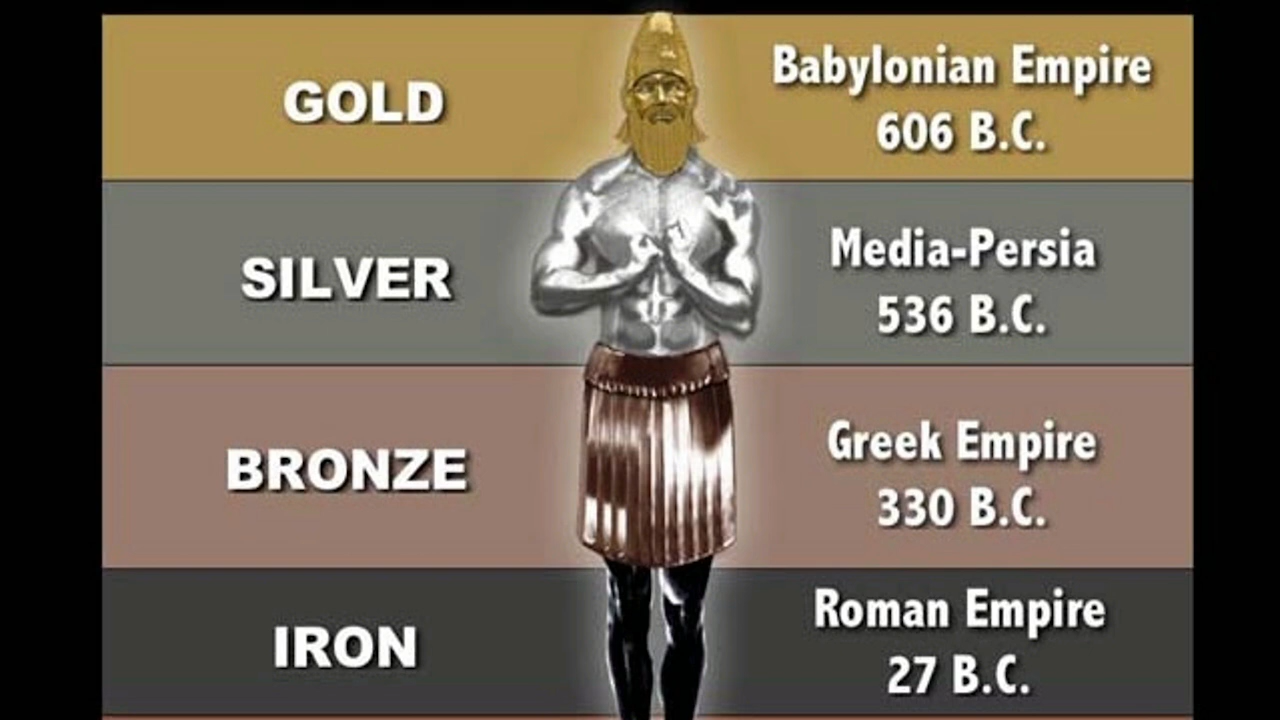 GOLD
Babylonian Empire
606 B.C.
SILVER
Media-Persia
536 B.C.
BRONZE
Greek Empire
330 B.C.
IRON
Roman Empire
27 B.C.